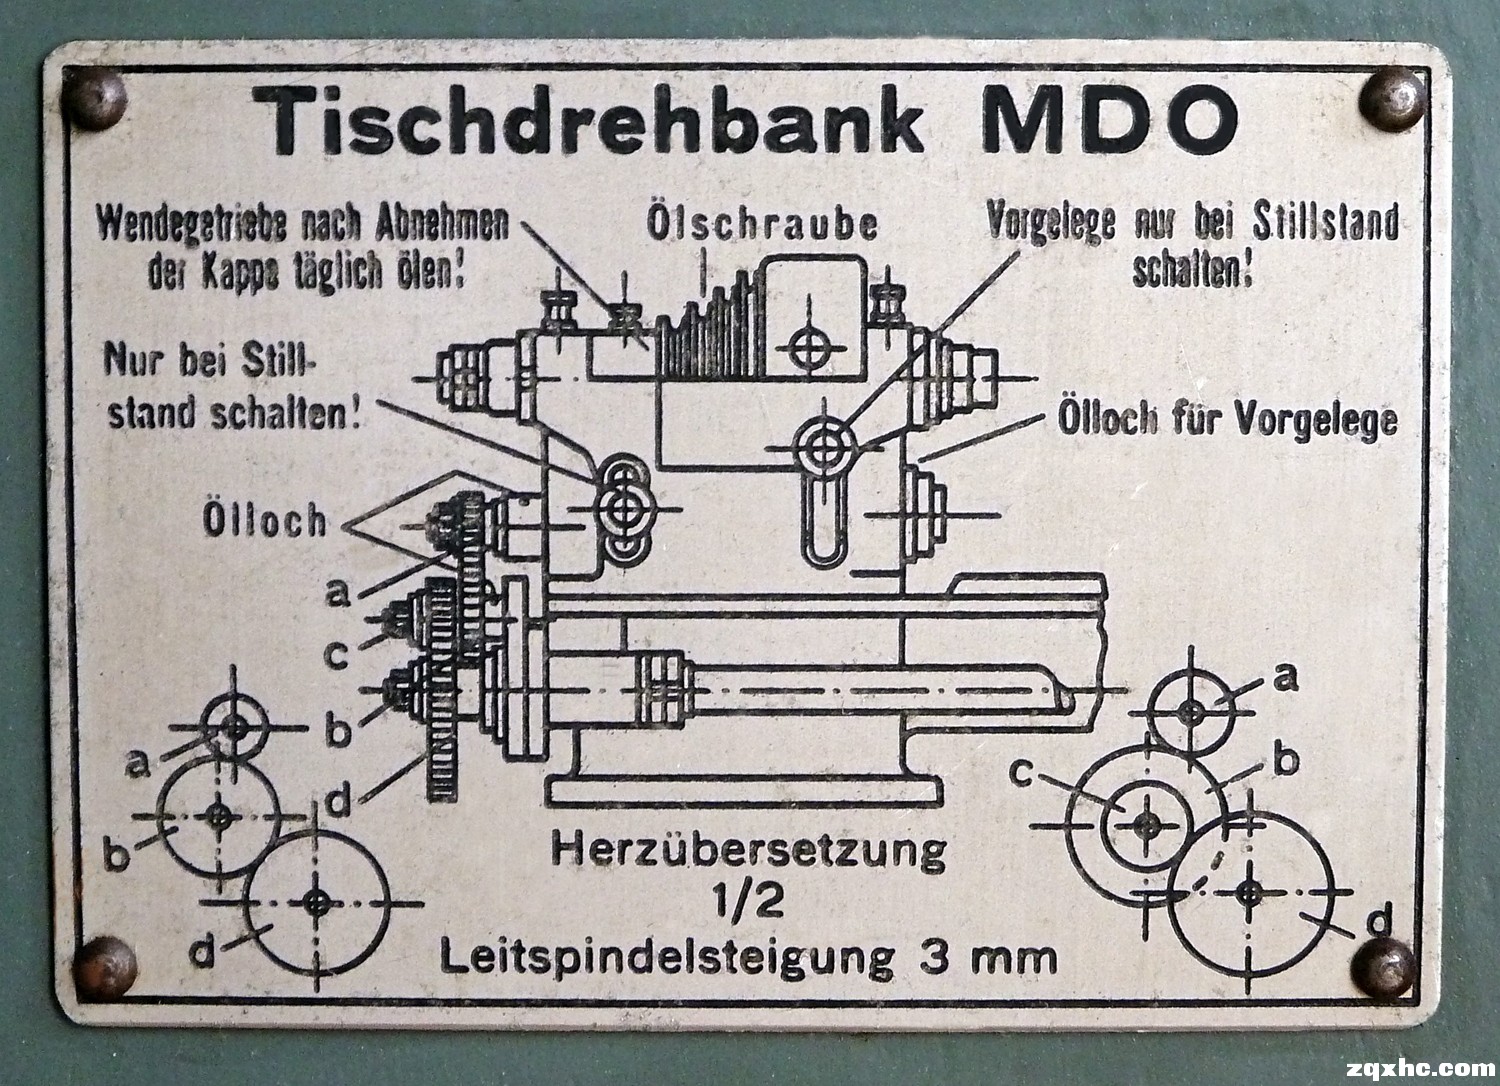 Tischdrehbank MDO
Wendegetriebe nach Abnehmen
der Kappe täglich ölen!
Ölschraube
Vorgelege nur bei Stillstand
schalten!
Nur bei Still-
stand schalten!
Ölloch für Vorgelege
Ölloch
a
c
b
d
a
b
d
a
b
c
d
Herzübersetzung
1/2
Leitspindelsteigung 3 mm
zqxhc.com